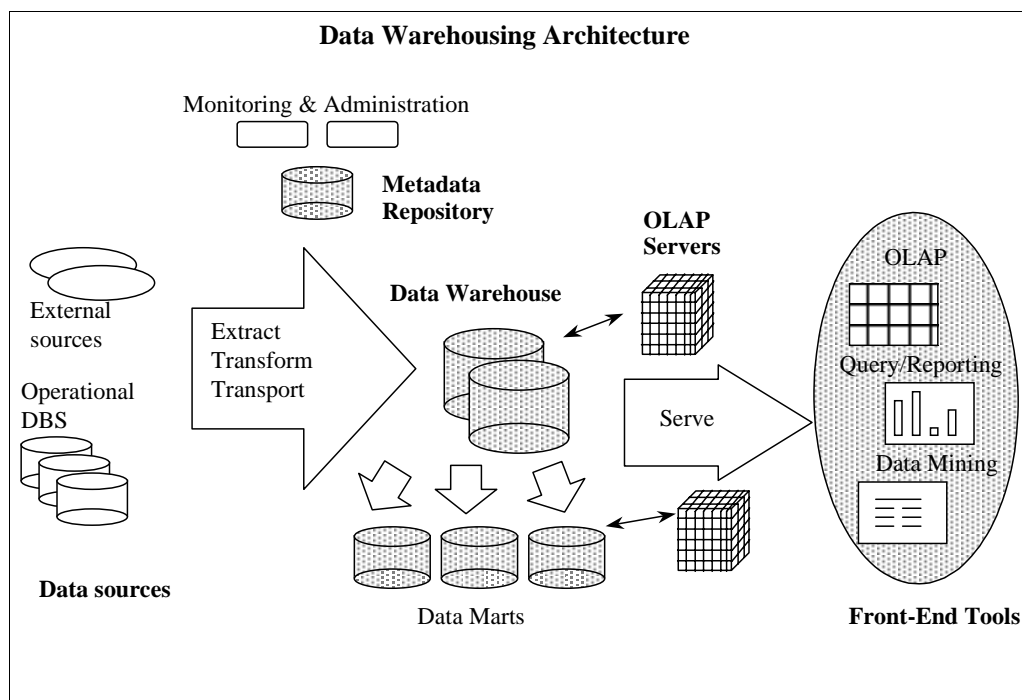 Data Warehousing Architecture
Monitoring & Administration
Metadata
Repository
OLAP
Servers
OLAP
External
sources
Data Warehouse
Extract
Transform
Transport
Query/Reporting
Operational
DBS
Serve
Data Mining
Data sources
Data Marts
Front-End Tools